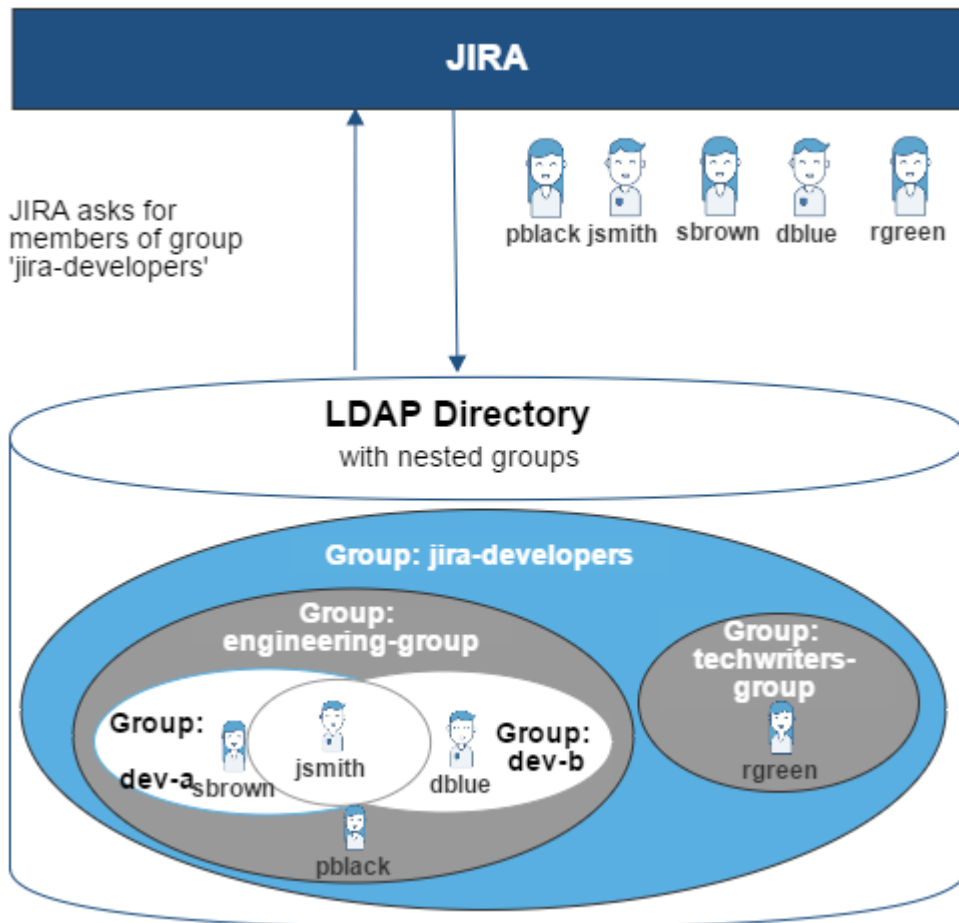 JIRA
JIRA asks for
members of group
'jira-developers'
pblack jsmith sbrown dblue rgreen
LDAP Directory
with nested groups
Group: jira-developers
Group:
engineering-group
Group:
techwriters-
group
Group:
dev-a
sbrown
jsmith
dblue
Group:
dev-b
rgreen
pblack